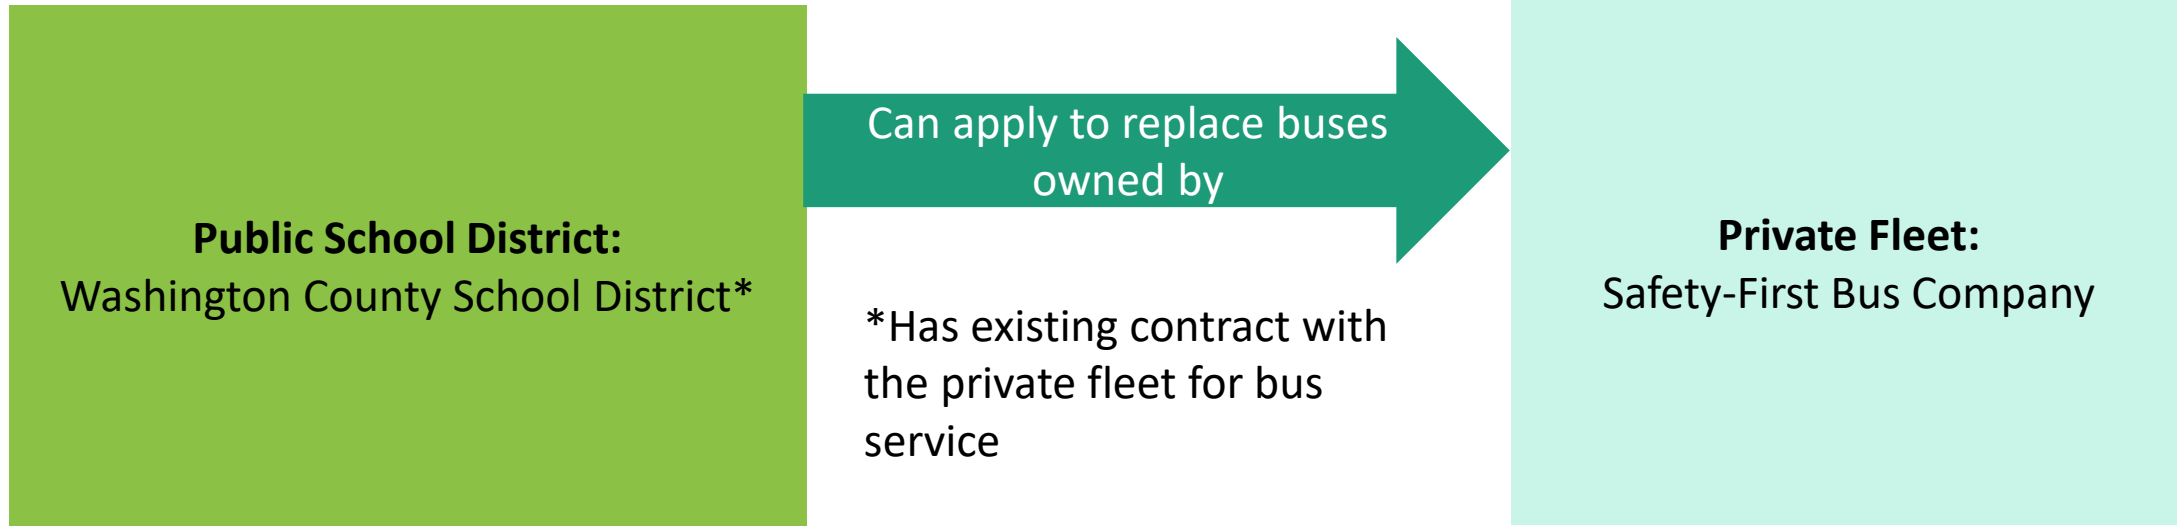 Public School District:
Washington County School District*
Can apply to replace buses
owned by
*Has existing contract with
the private fleet for bus
service
Private Fleet:
Safety-First Bus Company